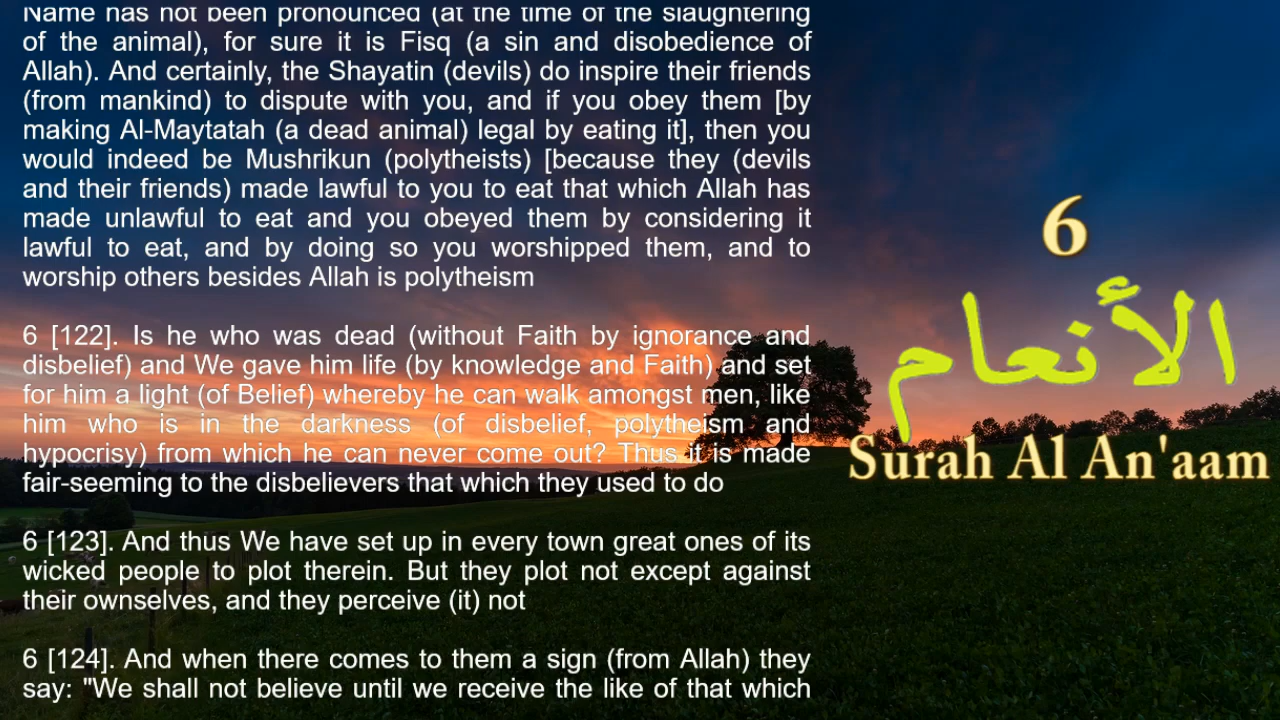 Name has not been pronounced (at the time of the slaughtering
of the animal), for sure it is Fisq (a sin and disobedience of
Allah). And certainly, the Shayatin (devils) do inspire their friends
(from mankind) to dispute with you, and if you obey them [by
making Al-Maytatah (a dead animal) legal by eating it], then you
would indeed be Mushrikun (polytheists) [because they (devils
and their friends) made lawful to you to eat that which Allah has
made unlawful to eat and you obeyed them by considering it
lawful to eat, and by doing so you worshipped them, and to
worship others besides Allah is polytheism
6 [122]. Is he who was dead (without Faith by ignorance and
disbelief) and We gave him life (by knowledge and Faith) and set
for him a light (of Belief) whereby he can walk amongst men, like
him who is in the darkness (of disbelief, polytheism and
hypocrisy) from which he can never come out? Thus it is made
fair-seeming to the disbelievers that which they used to do
6 [123]. And thus We have set up in every town great ones of its
wicked people to plot therein. But they plot not except against
their ownselves, and they perceive (it) not
6 [124]. And when there comes to them a sign (from Allah) they
say: "We shall not believe until we receive the like of that which
6
الأنعام
Surah Al An'aam